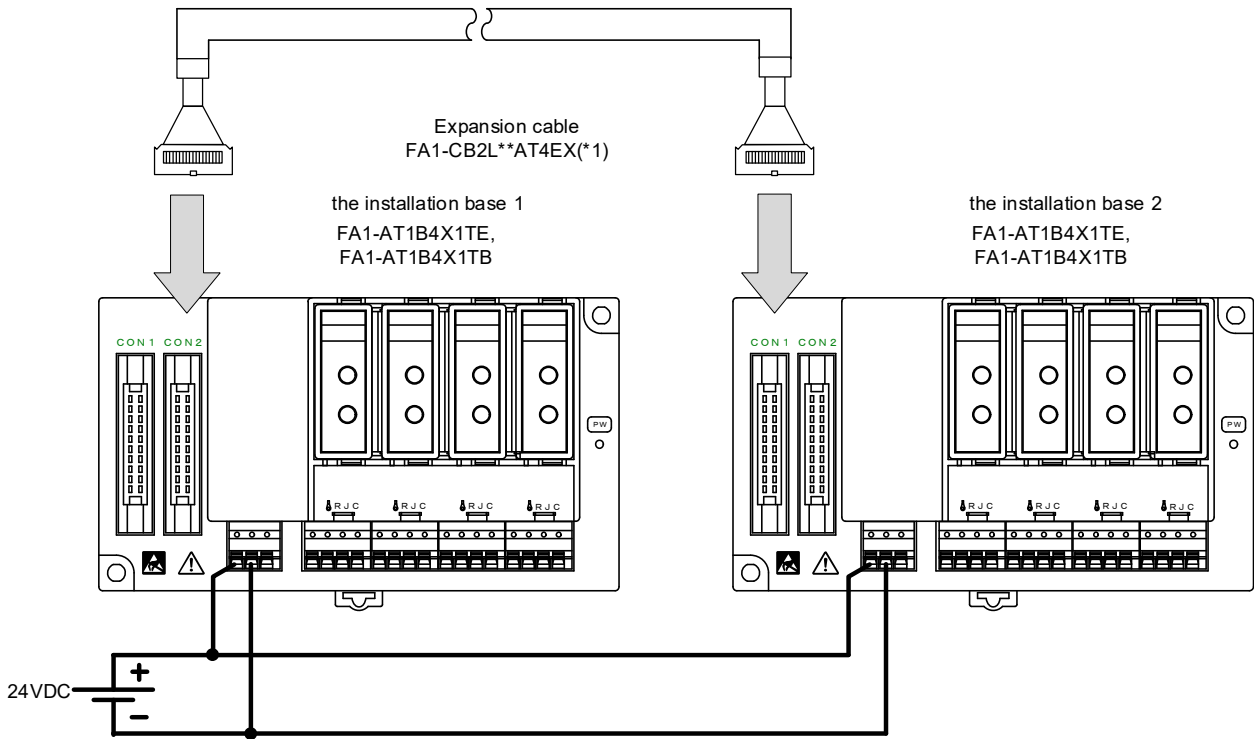 Expansion cable
FA1-CB2L**AT4EX(*1)
the installation base 1
FA1-AT1B4X1TE,
FA1-AT1B4X1TB
the installation base 2
FA1-AT1B4X1TE,
FA1-AT1B4X1TB
CON1 CON2
PW
RJC RJC RJC RJC
CON1 CON2
PW
RJC RJC RJC RJC
24VDC
+
−